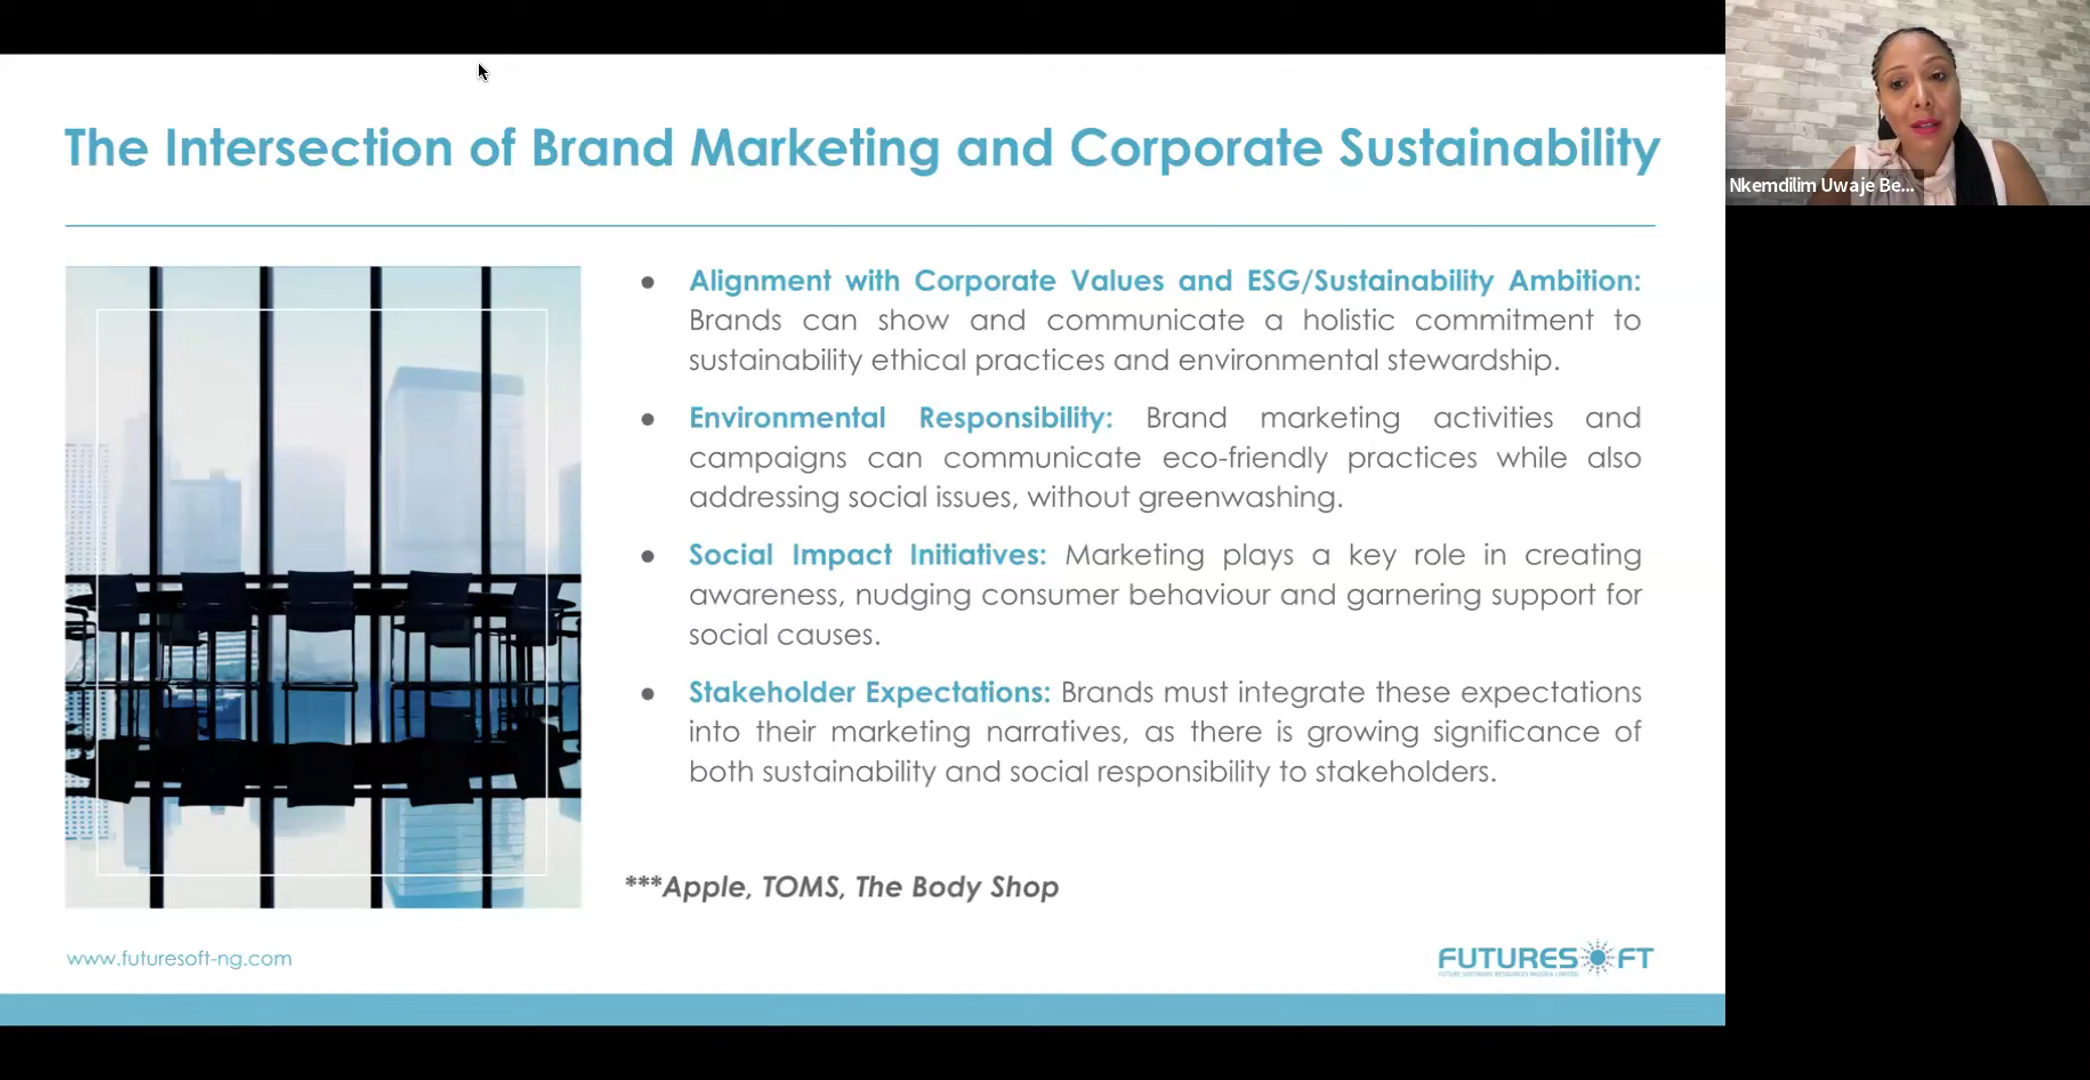 The Intersection of Brand Marketing and Corporate Sustainability
Nkemdilim Uwaje Be...
● Alignment with Corporate Values and ESG/Sustainability Ambition:
Brands can show and communicate a holistic commitment to
sustainability ethical practices and environmental stewardship.
● Environmental Responsibility: Brand marketing activities and
campaigns can communicate eco-friendly practices while also
addressing social issues, without greenwashing.
● Social Impact Initiatives: Marketing plays a key role in creating
awareness, nudging consumer behaviour and garnering support for
social causes.
● Stakeholder Expectations: Brands must integrate these expectations
into their marketing narratives, as there is growing significance of
both sustainability and social responsibility to stakeholders.
***Apple, TOMS, The Body Shop
www.futuresoft-ng.com
FUTURESOFT
FUTURE SOFTWARE RESOURCES NIGERIA LIMITED